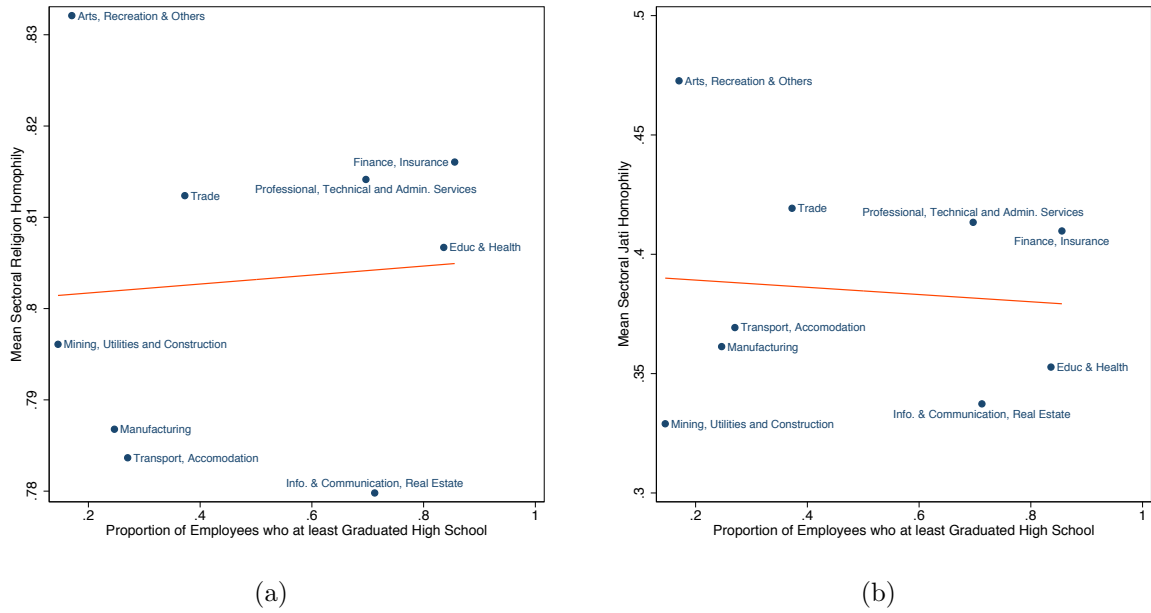 Arts, Recreation & Others
Finance, Insurance
Professional, Technical and Admin. Services
Trade
Educ & Health
Mining, Utilities and Construction
Manufacturing
Transport, Accomodation
Info. & Communication, Real Estate
.83
.82
.81
.8
.79
.78
Mean Sectoral Religion Homophily
.2 .4 .6 .8 1
Proportion of Employees who at least Graduated High School
(a)
Arts, Recreation & Others
Trade
Professional, Technical and Admin. Services
Finance, Insurance
Transport, Accomodation
Manufacturing
Educ & Health
Info. & Communication, Real Estate
Mining, Utilities and Construction
.5
.45
.4
.35
.3
Mean Sectoral Jati Homophily
.2 .4 .6 .8 1
Proportion of Employees who at least Graduated High School
(b)